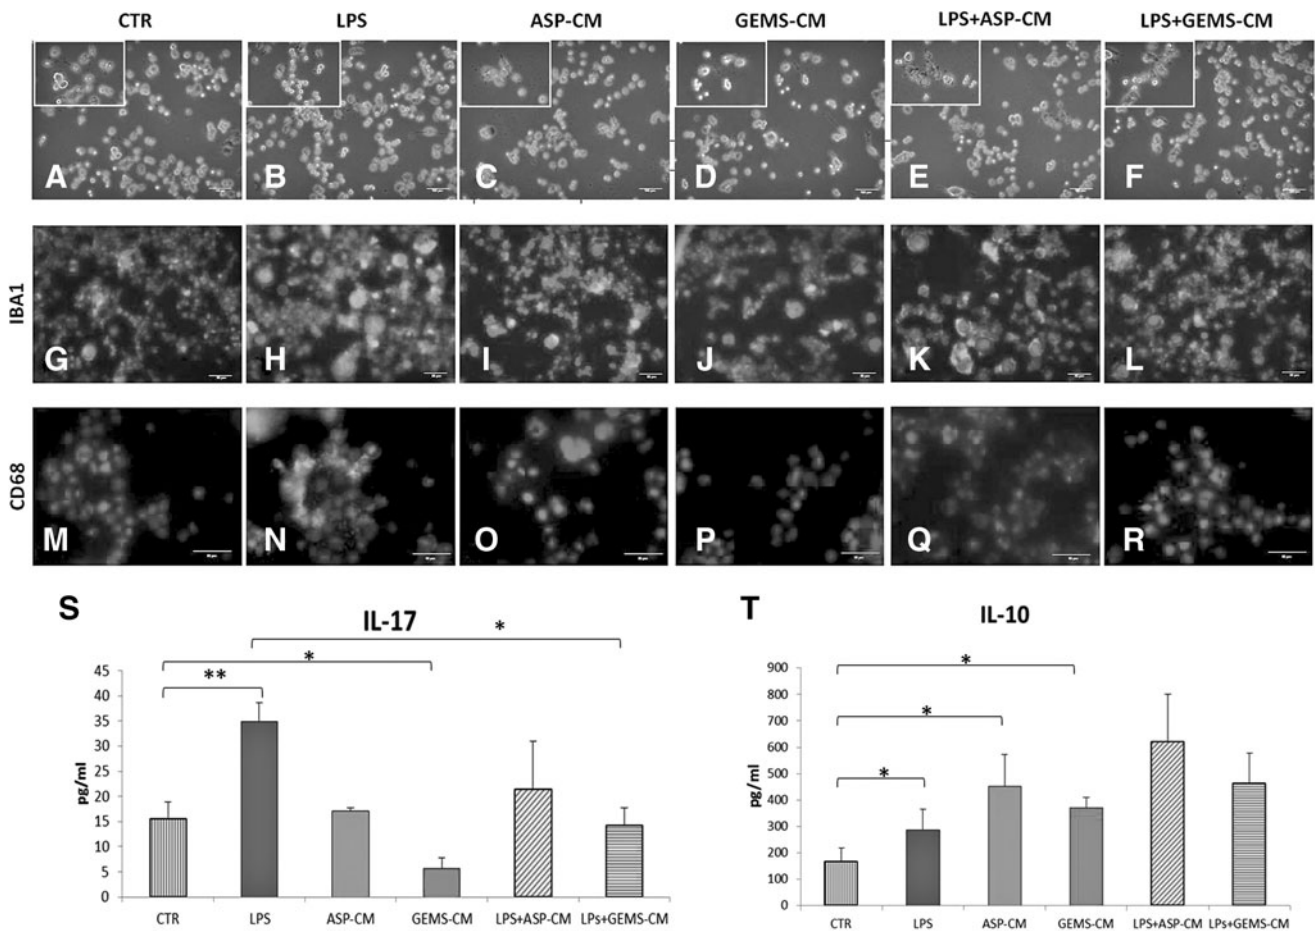 CTR LPS ASP-CM GEMS-CM LPS+ASP-CM LPS+GEMS-CM
A B C D E F
IBA1
G H I J K L
CD68
M N O P Q R
S
IL-17
*
*
**
45
40
35
30
25
20
15
10
5
0
pg/ml
CTR LPS ASP-CM GEMS-CM LPS+ASP-CM LPs+GEMS-CM
T
IL-10
*
*
*
900
800
700
600
500
400
300
200
100
0
pg/ml
CTR LPS ASP-CM GEMS-CM LPS+ASP-CM LPs+GEMS-CM